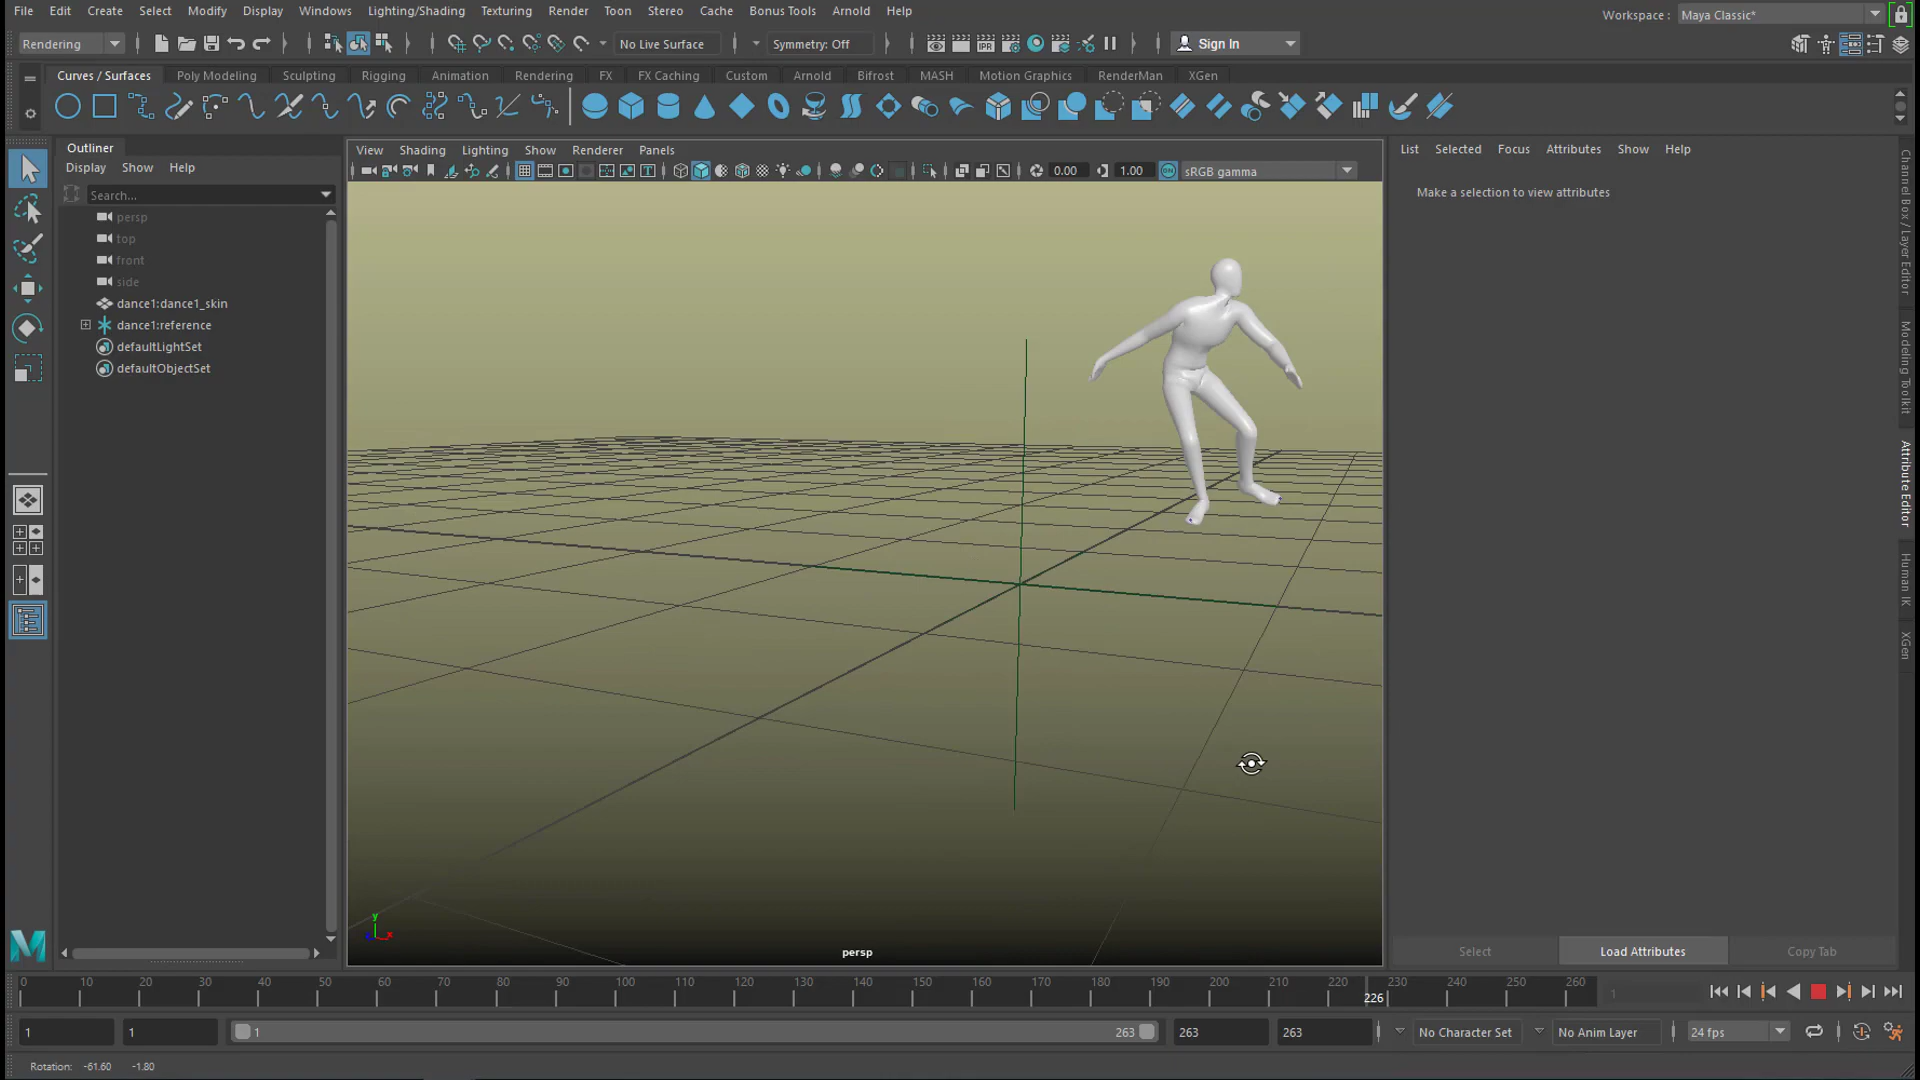 File Edit Create Select Modify Display Windows Lighting/Shading Texturing Render Toon Stereo Cache Bonus Tools Arnold Help
Workspace : Maya Classic*
Rendering No Live Surface Symmetry: Off IPR Sign In
Curves / Surfaces Poly Modeling Sculpting Rigging Animation Rendering FX FX Caching Custom Arnold Bifrost MASH Motion Graphics RenderMan XGen
Outliner
Display Show Help
Search...
persp
top
front
side
dance1:dance1_skin
dance1:reference
defaultLightSet
defaultObjectSet
View Shading Lighting Show Renderer Panels
0.00 1.00 ON sRGB gamma
y
x
persp
List Selected Focus Attributes Show Help
Make a selection to view attributes
Select Load Attributes Copy Tab
Channel Box / Layer Editor
Modeling Toolkit
Attribute Editor
Human IK
XGen
0 10 20 30 40 50 60 70 80 90 100 110 120 130 140 150 160 170 180 190 200 210 220 230 240 250 260
226
1
1 1 1 263 263 263 No Character Set No Anim Layer 24 fps
Rotation: -61.60 -1.80